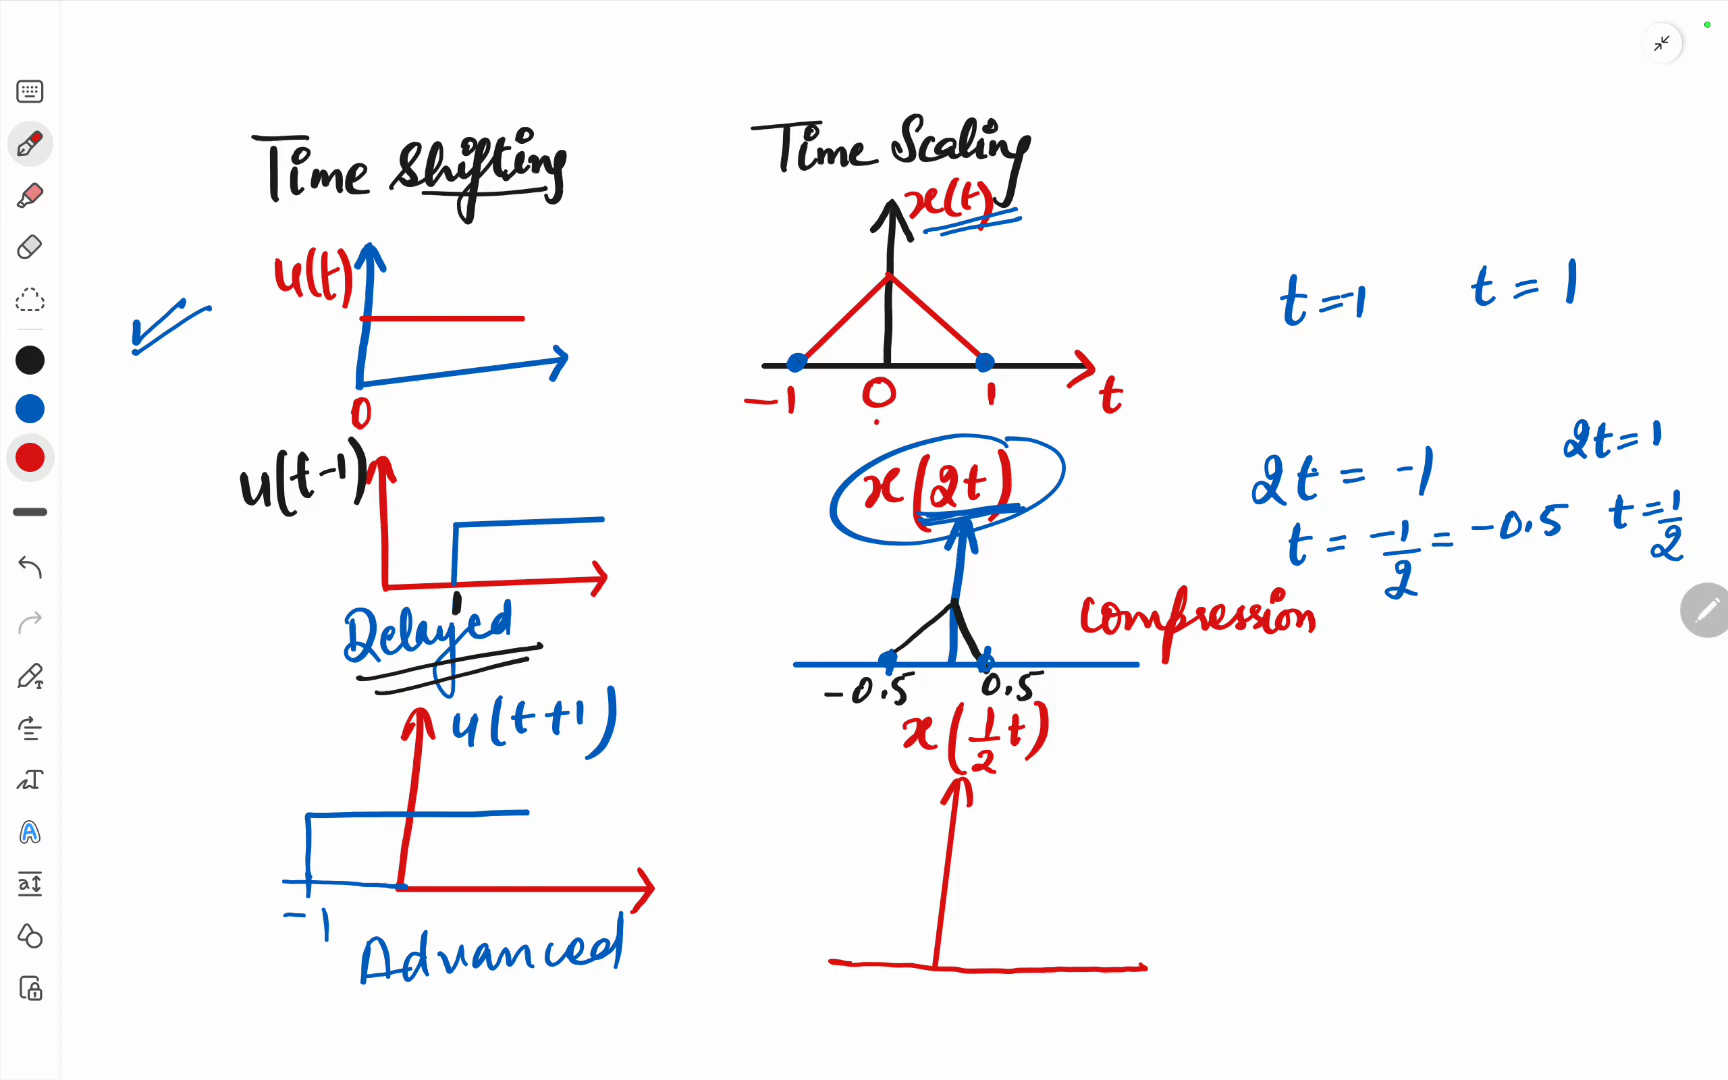 Time Shifting
u(t)
0
u(t-1)
1
Delayed
u(t+1)
-1
Advanced
Time Scaling
x(t)
-1 0 1 t
x(2t)
-0.5 0.5
Compression
x(1/2 t)
t=-1 t=1
2t=-1 2t=1
t=-1/2=-0.5 t=1/2